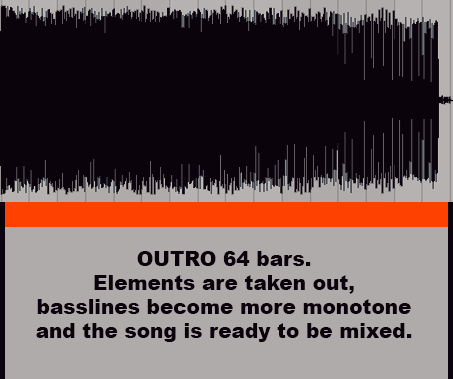 OUTRO 64 bars.
Elements are taken out,
basslines become more monotone
and the song is ready to be mixed.